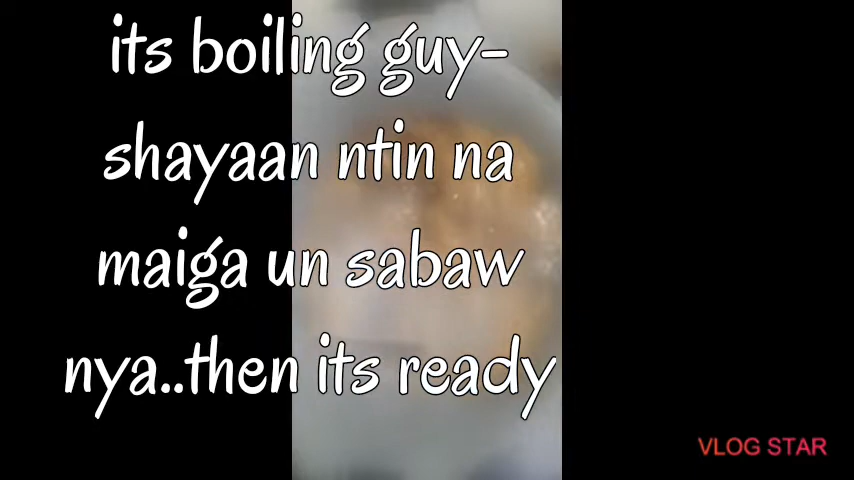 its boiling guy-
shayaan ntin na
maiga un sabaw
nya..then its ready
VLOG STAR